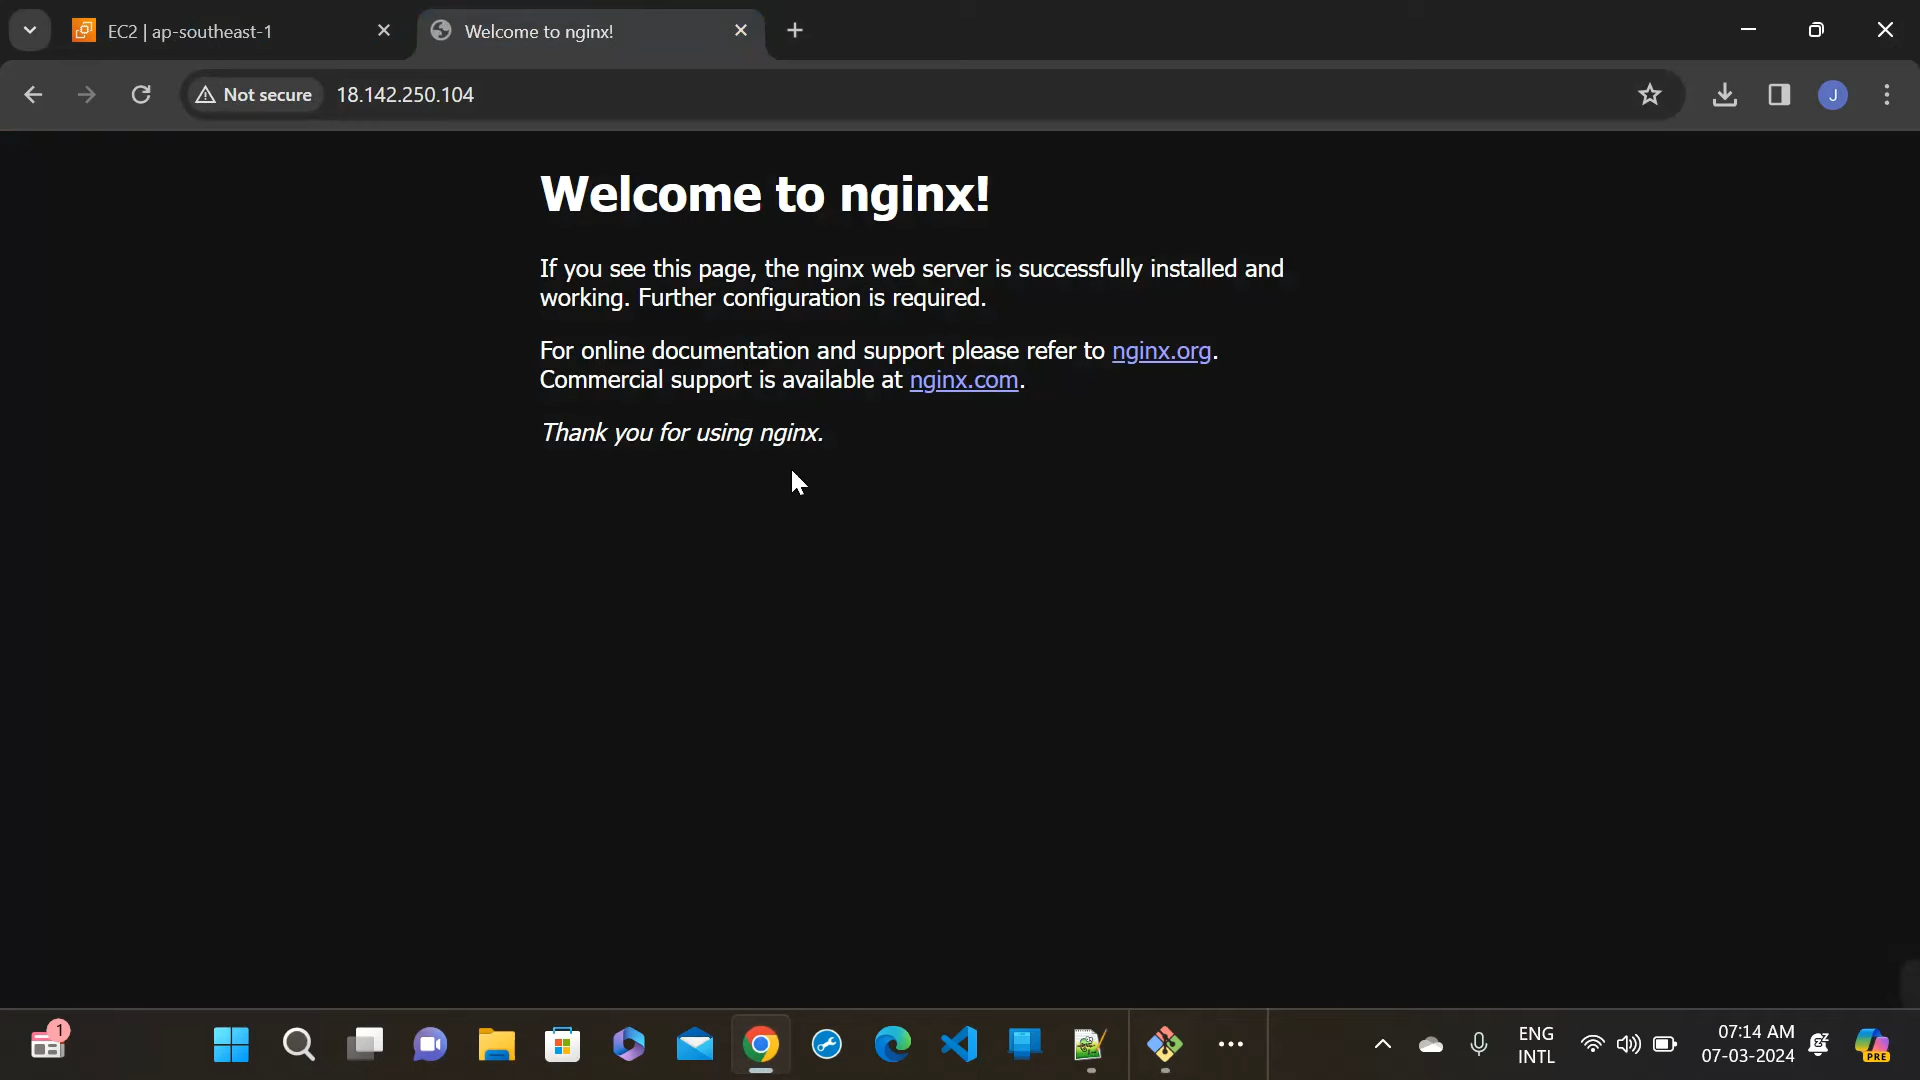 EC2 | ap-southeast-1
Welcome to nginx!
Not secure
18.142.250.104
J
Welcome to nginx!
If you see this page, the nginx web server is successfully installed and
working. Further configuration is required.
For online documentation and support please refer to nginx.org.
Commercial support is available at nginx.com.
Thank you for using nginx.
1
ENG
INTL
07:14 AM
07-03-2024
PRE